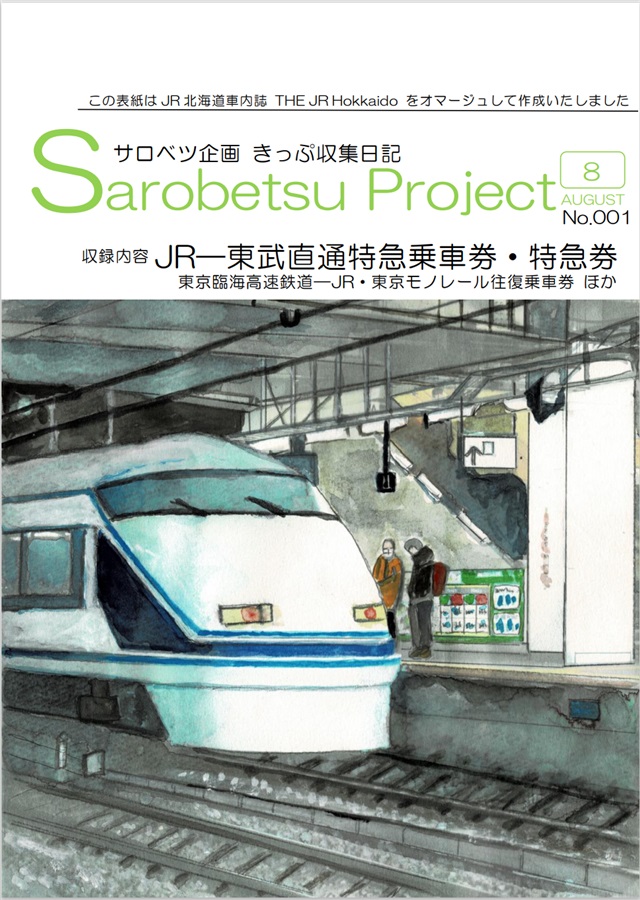 この表紙は JR 北海道車内誌 THE JR Hokkaido をオマージュして作成いたしました
サロベツ企画 きっぷ収集日記
Sarobetsu Project
8
AUGUST
No.001
収録内容 JR―東武直通特急乗車券・特急券
東京臨海高速鉄道―JR・東京モノレール往復乗車券 ほか